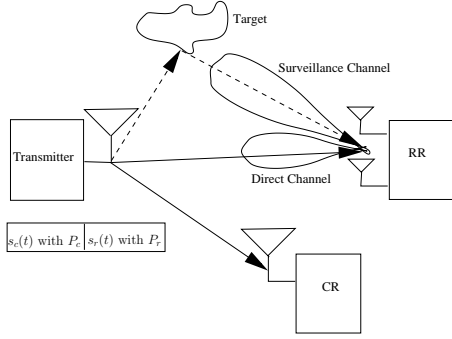 Target
Surveillance Channel
Transmitter
RR
Direct Channel
$s_c(t)$ with $P_c$ $s_r(t)$ with $P_r$
CR